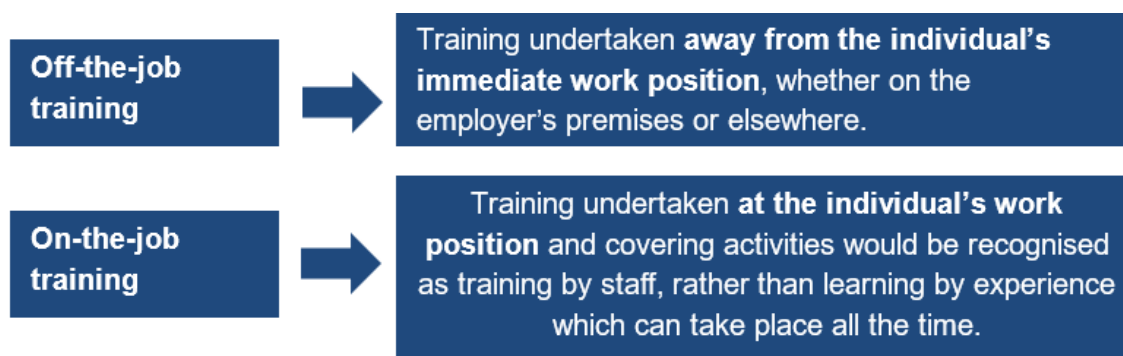 Off-the-job
training
Training undertaken away from the individual's
immediate work position, whether on the
employer's premises or elsewhere.
On-the-job
training
Training undertaken at the individual's work
position and covering activities would be recognised
as training by staff, rather than learning by experience
which can take place all the time.